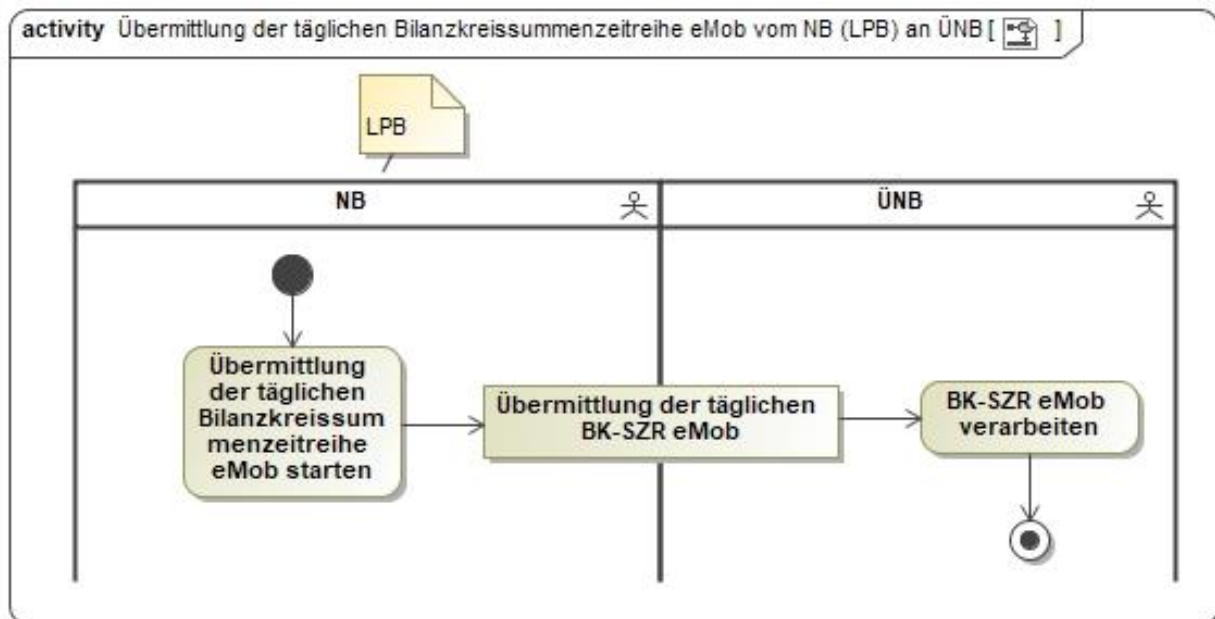 activity Übermittlung der täglichen Bilanzkreissummenzeitreihe eMob vom NB (LPB) an ÜNB [ ]
LPB
NB
ÜNB
Übermittlung
der täglichen
Bilanzkreissum
menzeitreihe
eMob starten
Übermittlung der täglichen
BK-SZR eMob
BK-SZR eMob
verarbeiten